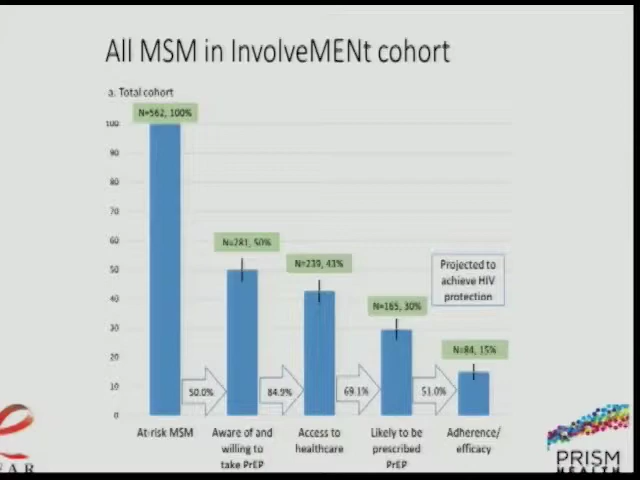 All MSM in InvolveMENt cohort
a. Total cohort
N=562, 100%
100
90
80
70
60
50
40
30
20
10
0
N=281, 50%
N=239, 43%
N=165, 30%
N=84, 15%
Projected to
achieve HIV
protection
50.0%
84.9%
69.1%
51.0%
At-risk MSM
Aware of and
willing to
take PrEP
Access to
healthcare
Likely to be
prescribed
PrEP
Adherence/
efficacy
PRISM
HEALTH